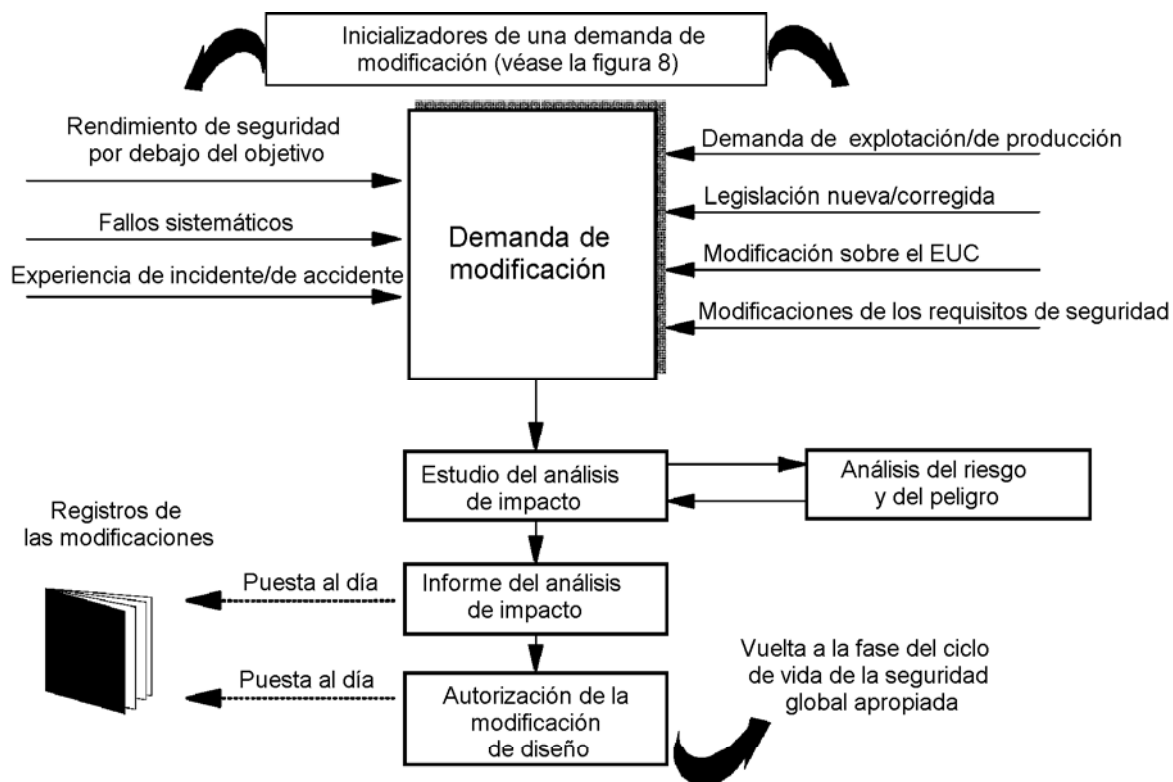 Inicializadores de una demanda de
modificación (véase la figura 8)
Rendimiento de seguridad
por debajo del objetivo
Fallos sistemáticos
Experiencia de incidente/de accidente
Demanda de
modificación
Demanda de explotación/de producción
Legislación nueva/corregida
Modificación sobre el EUC
Modificaciones de los requisitos de seguridad
Estudio del análisis
de impacto
Análisis del riesgo
y del peligro
Registros de
las modificaciones
Puesta al día
Informe del análisis
de impacto
Puesta al día
Autorización de la
modificación
de diseño
Vuelta a la fase del ciclo
de vida de la seguridad
global apropiada